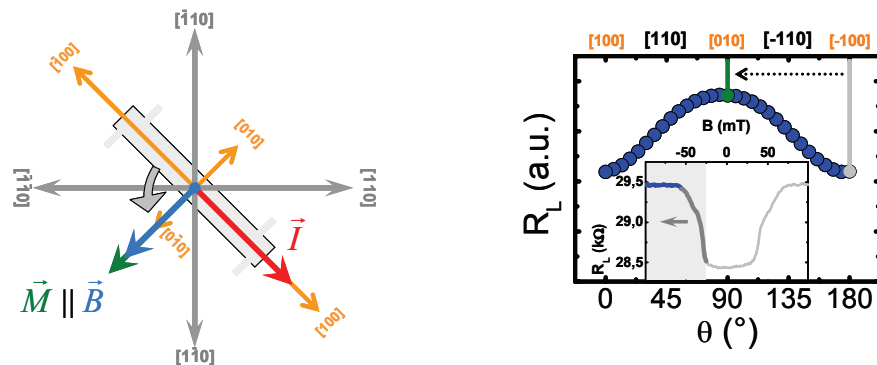 [1̄10]
[1̄00]
[010]
[1̄1̄0]
[110]
[01̄0]
I⃗
M⃗ || B⃗
[100]
[11̄0]
[100] [110] [010] [-110] [-100]
R_L (a.u.)
B (mT)
-50 0 50
29,5
29,0
28,5
R_L (kΩ)
0 45 90 135 180
θ (°)